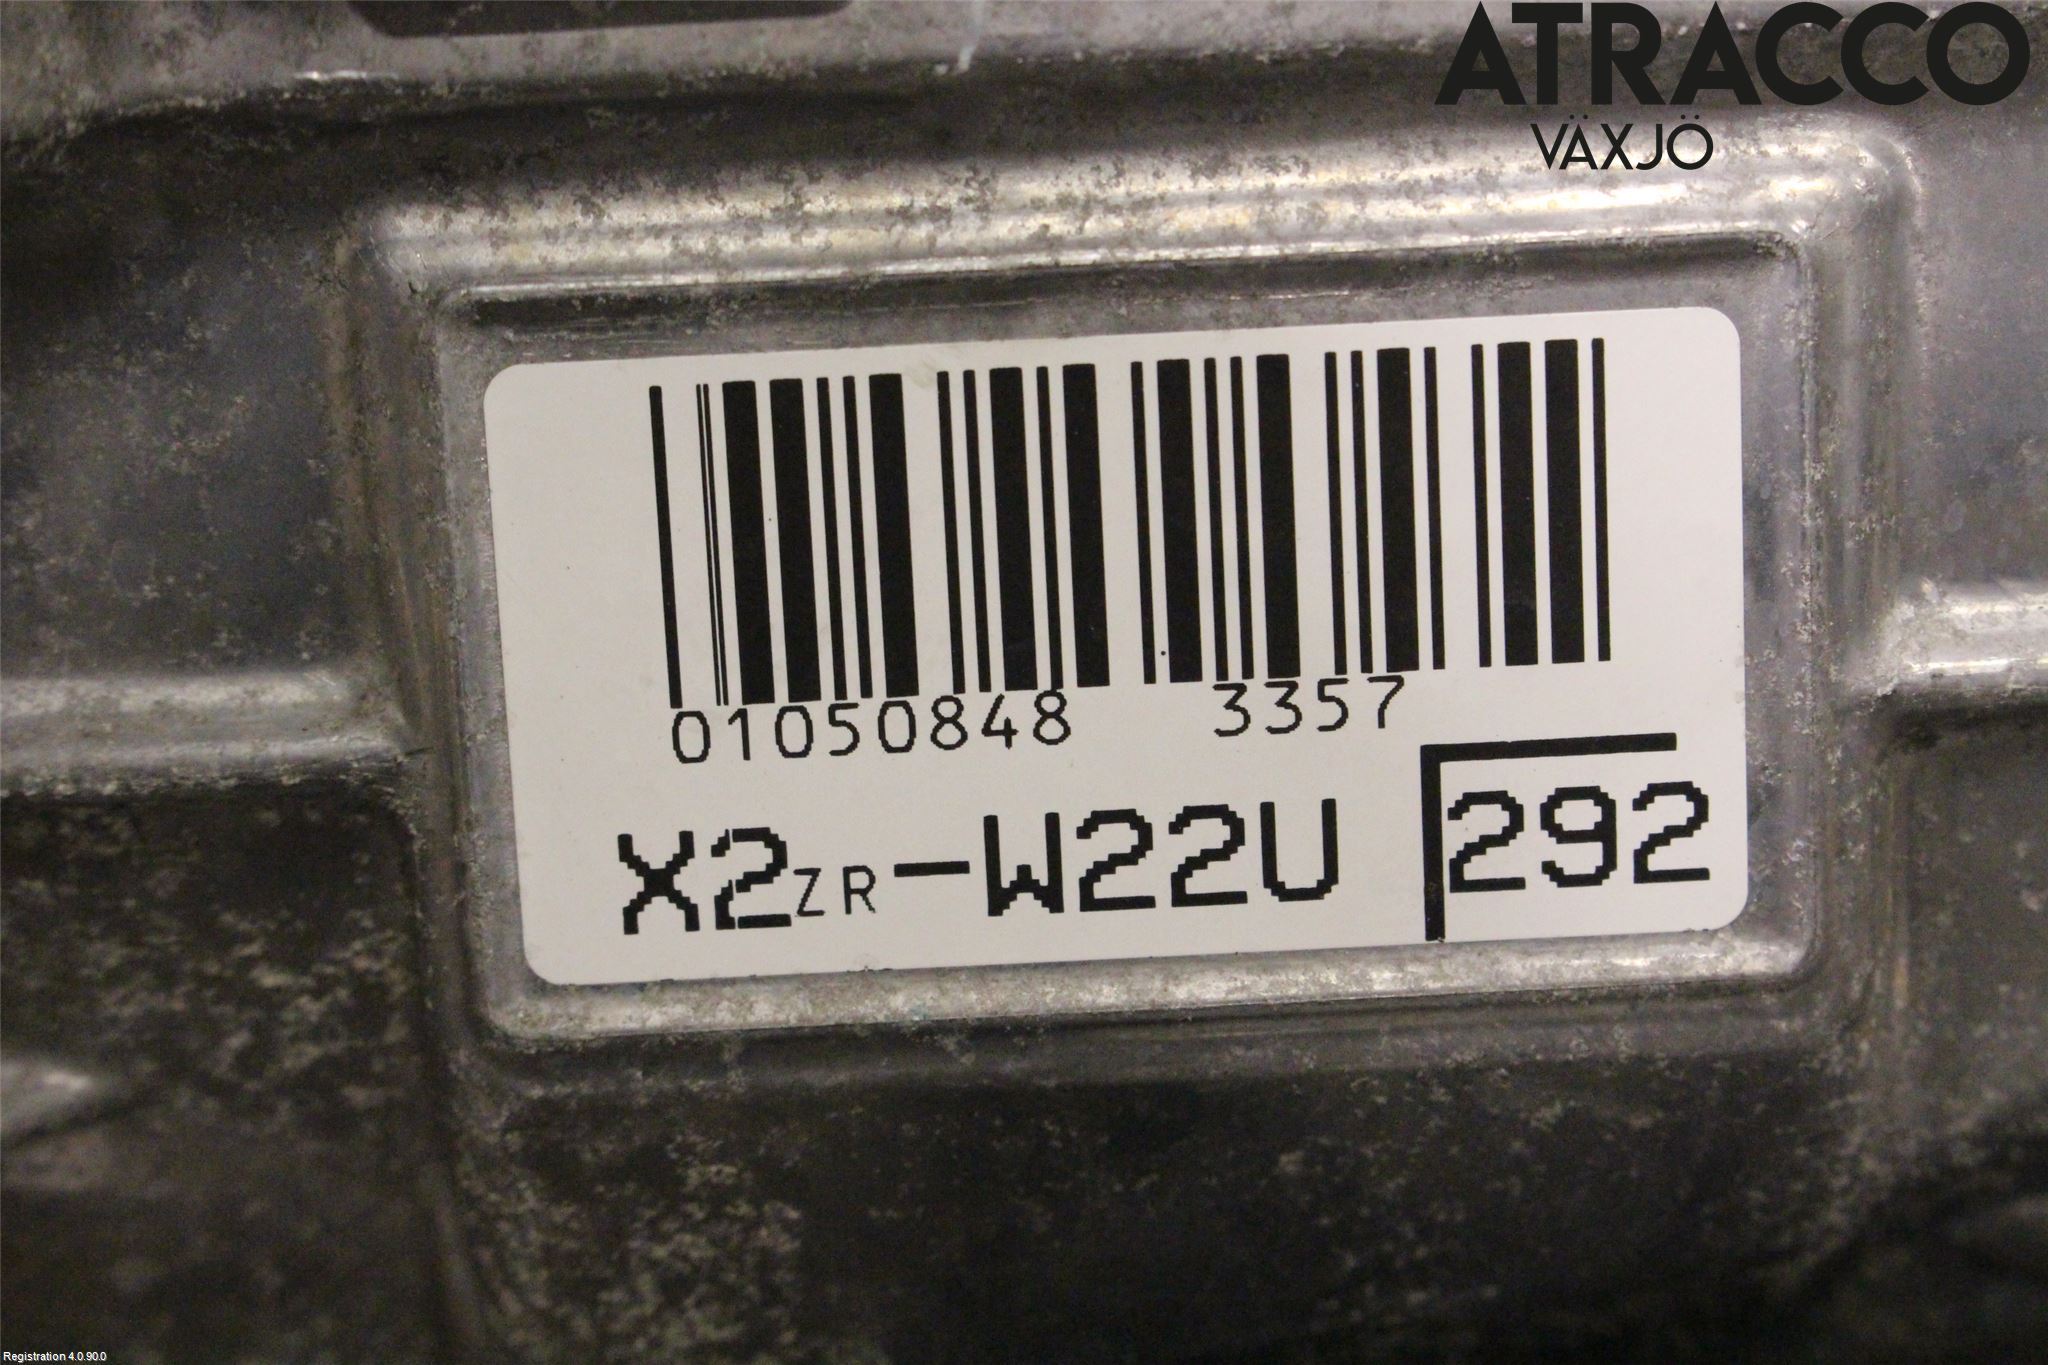 ATRACCO
VÄXJÖ
01050848 3357
X2ZR-W22U 292
Registration 4.0.90.0